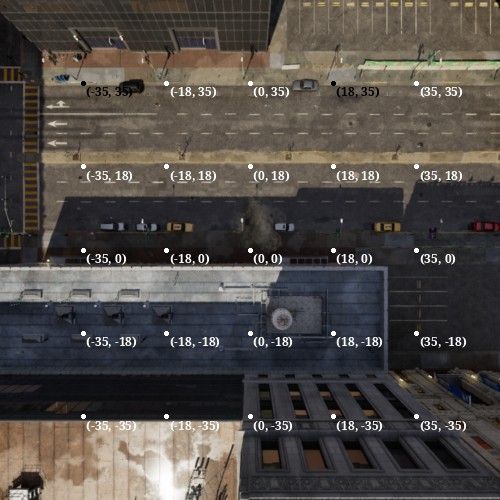 (-35, 35) (-18, 35) (0, 35) (18, 35) (35, 35)
(-35, 18) (-18, 18) (0, 18) (18, 18) (35, 18)
(-35, 0) (-18, 0) (0, 0) (18, 0) (35, 0)
(-35, -18) (-18, -18) (0, -18) (18, -18) (35, -18)
(-35, -35) (-18, -35) (0, -35) (18, -35) (35, -35)